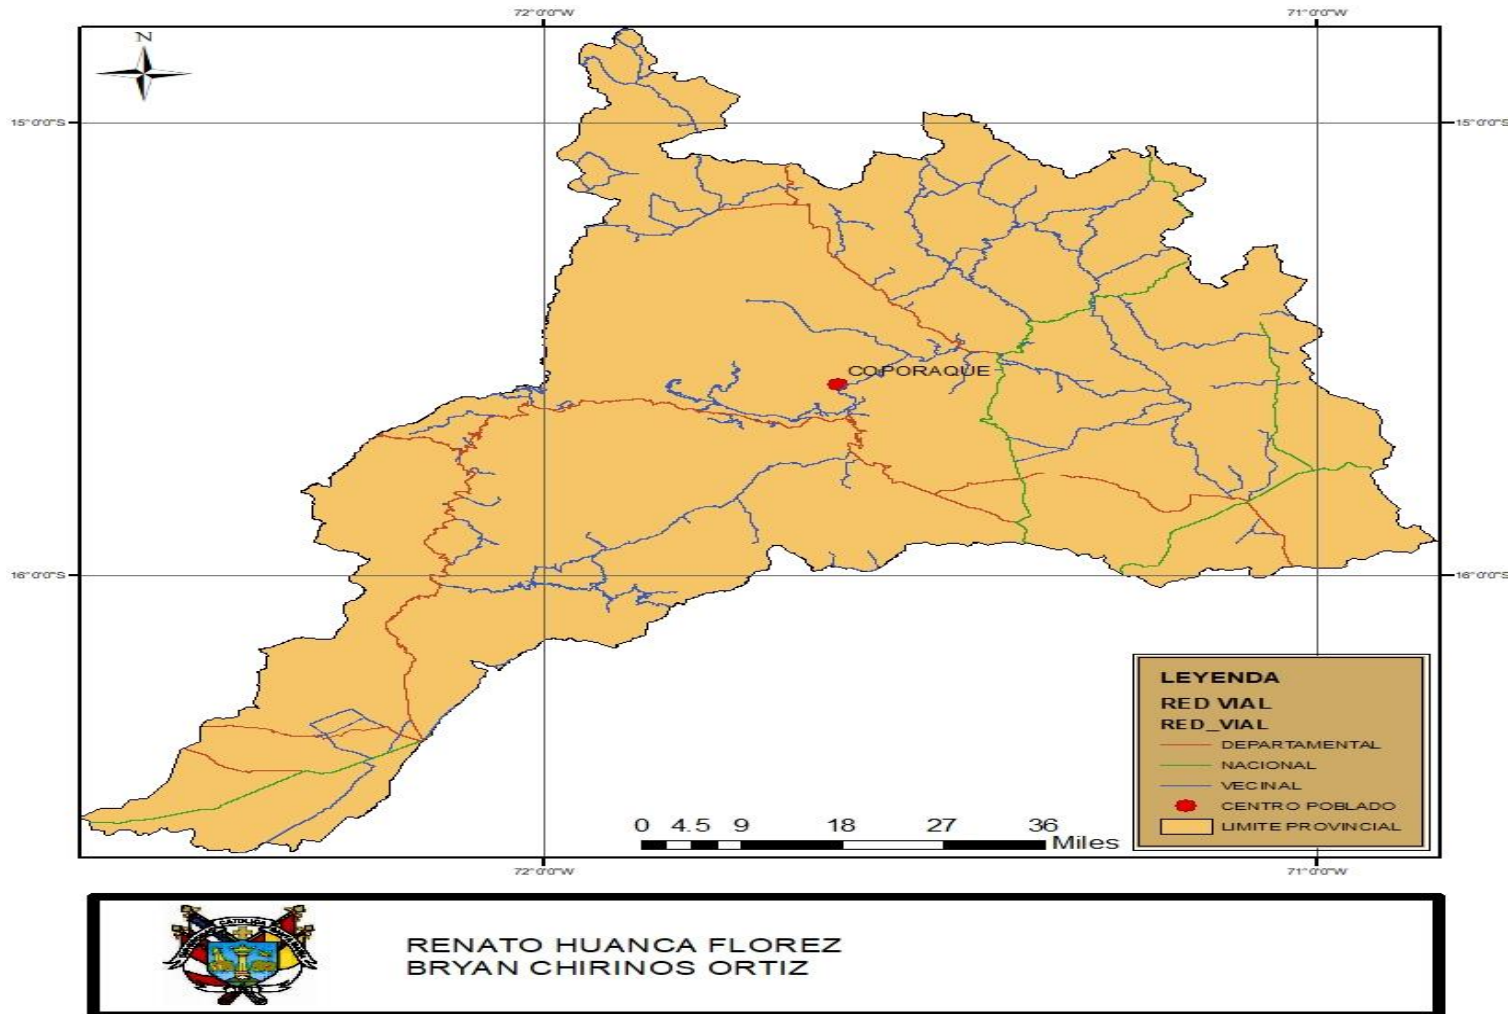 72°0'0"W 71°0'0"W
N
15°0'0"S 15°0'0"S
COPORAQUE
16°0'0"S 16°0'0"S
LEYENDA
RED VIAL
RED_VIAL
DEPARTAMENTAL
NACIONAL
VECINAL
CENTRO POBLADO
LIMITE PROVINCIAL
0 4.5 9 18 27 36
Miles
72°0'0"W 71°0'0"W
RENATO HUANCA FLOREZ
BRYAN CHIRINOS ORTIZ